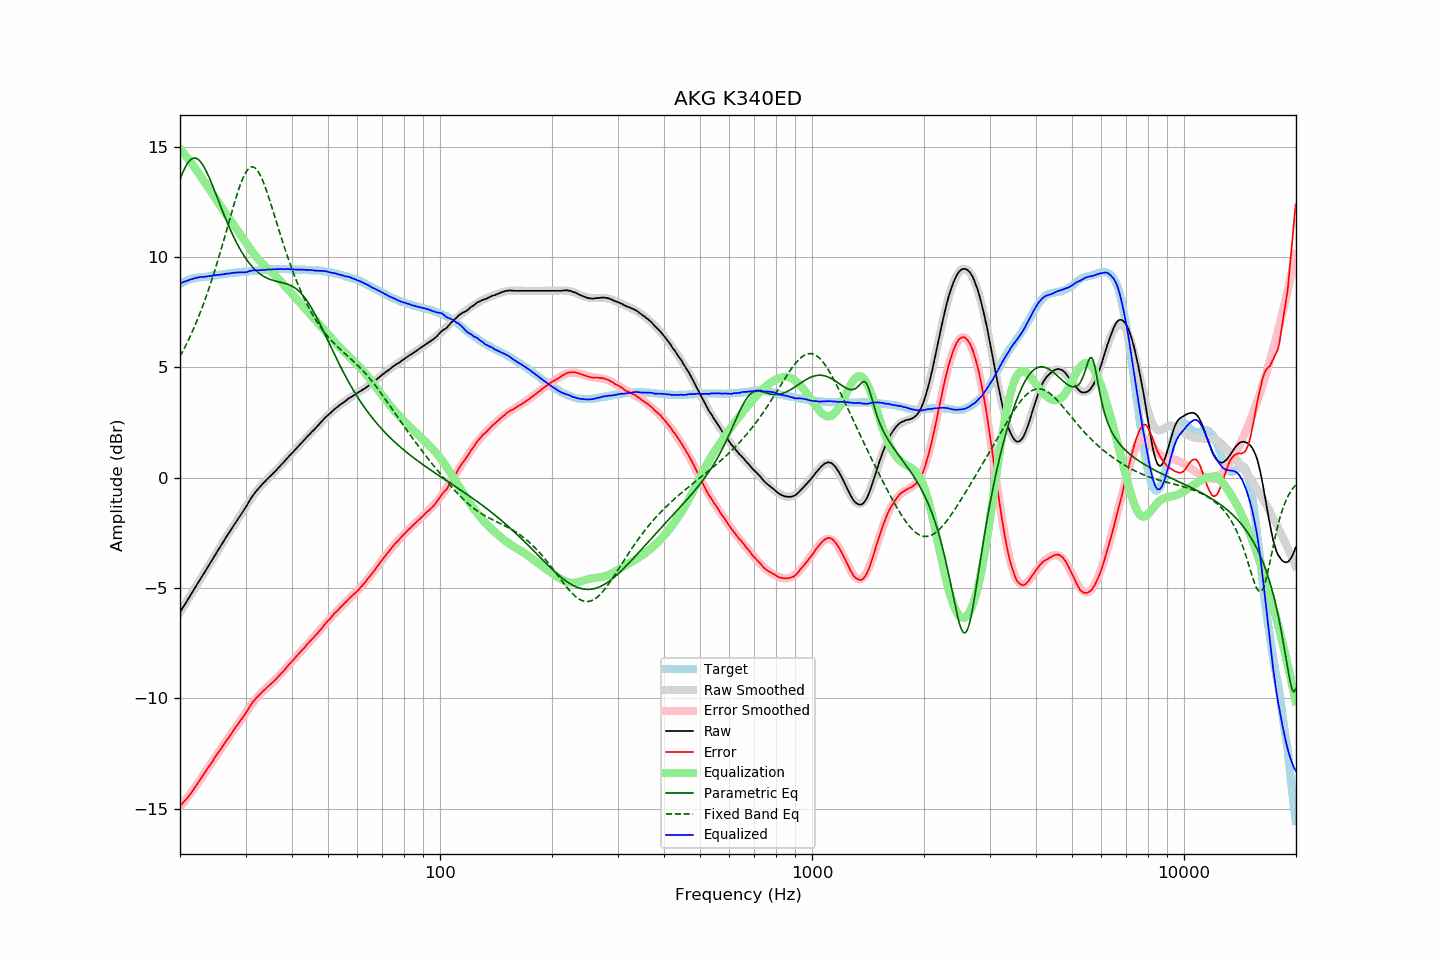 AKG K340ED
Amplitude (dBr)
15
10
5
0
−5
−10
−15
100
1000
10000
Frequency (Hz)
Target
Raw Smoothed
Error Smoothed
Raw
Error
Equalization
Parametric Eq
Fixed Band Eq
Equalized